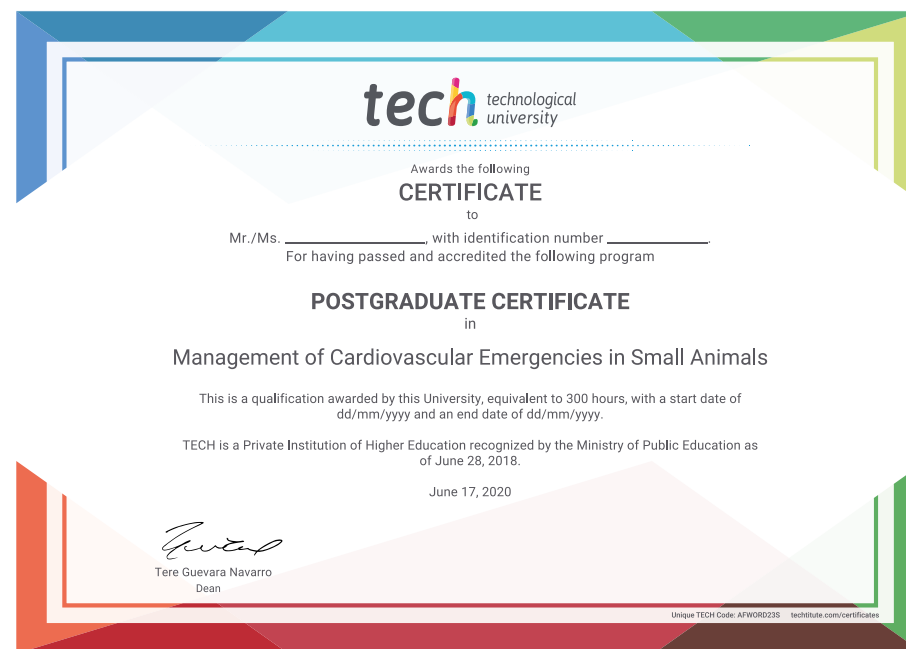 tech technological
university
Awards the following
CERTIFICATE
to
Mr./Ms. ____________________, with identification number ______________.
For having passed and accredited the following program
POSTGRADUATE CERTIFICATE
in
Management of Cardiovascular Emergencies in Small Animals
This is a qualification awarded by this University, equivalent to 300 hours, with a start date of
dd/mm/yyyy and an end date of dd/mm/yyyy.
TECH is a Private Institution of Higher Education recognized by the Ministry of Public Education as
of June 28, 2018.
June 17, 2020
Tere Guevara Navarro
Dean
Unique TECH Code: AFWORD23S techtitute.com/certificates